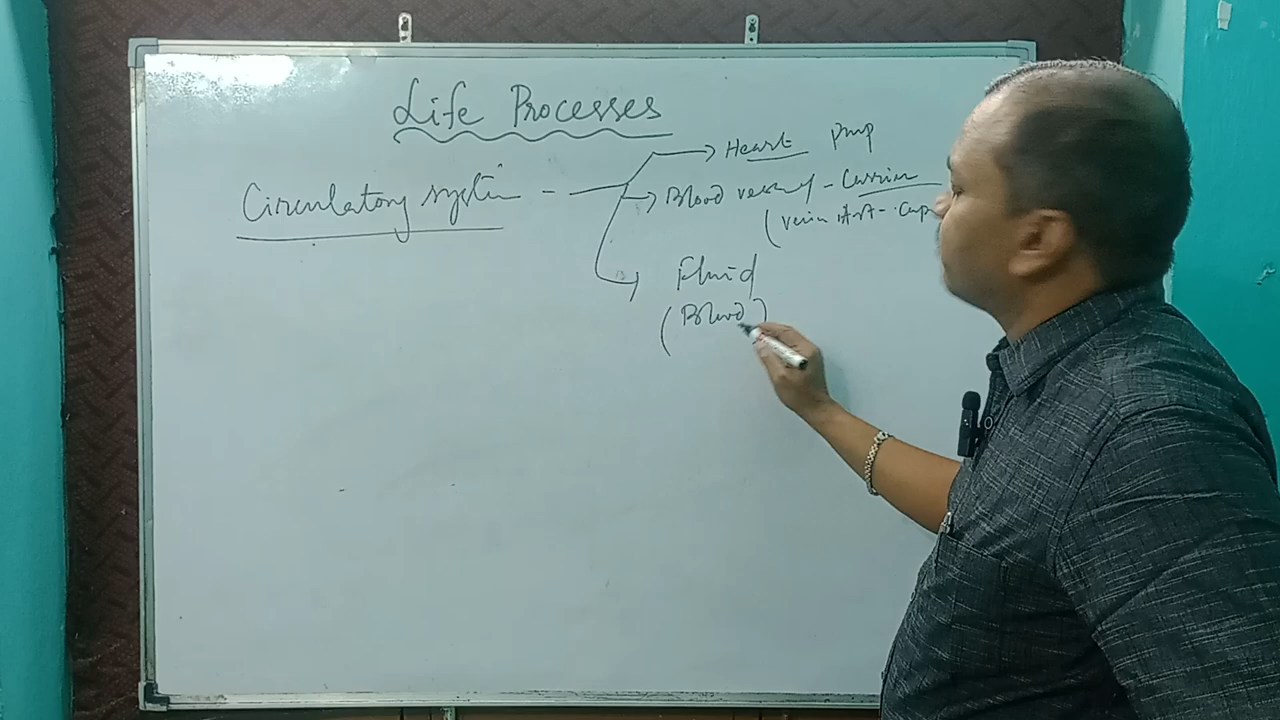 Life Processes
Circulatory system - Heart pump
Blood vessel - Carrier
(vein Art - Cap
Fluid
(Blood)